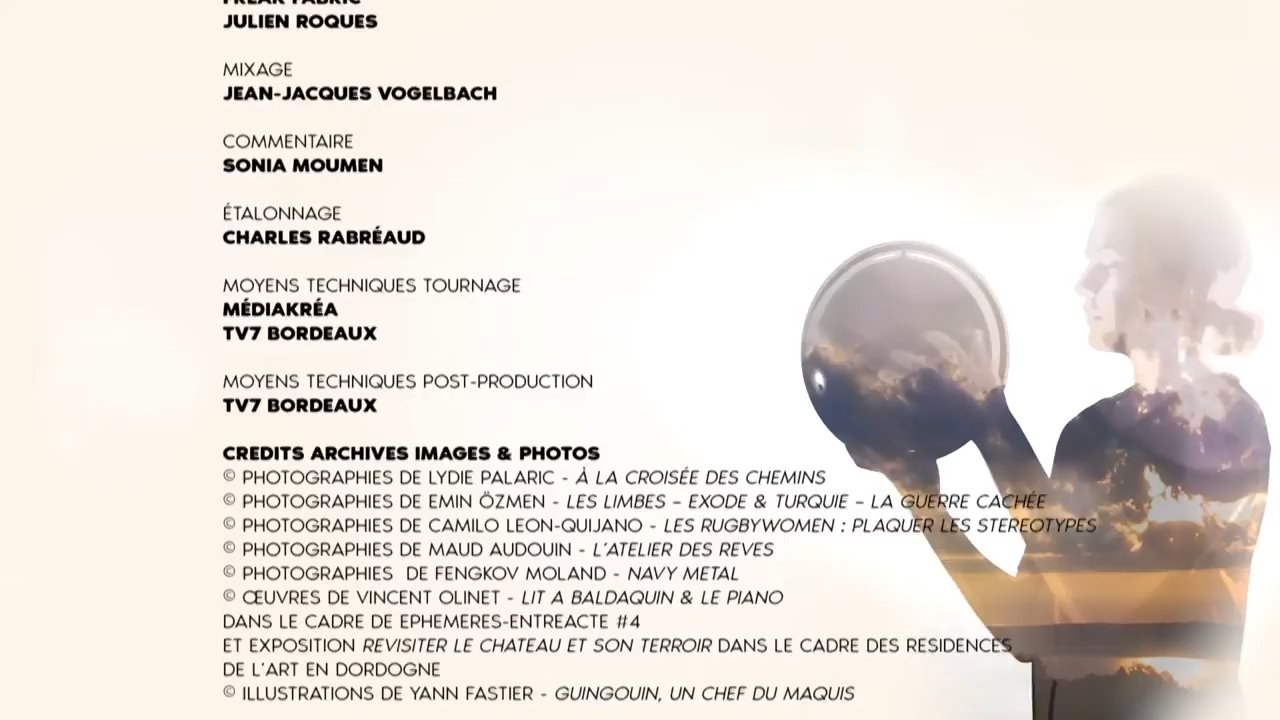 FREAK FABRIC
JULIEN ROQUES
MIXAGE
JEAN-JACQUES VOGELBACH
COMMENTAIRE
SONIA MOUMEN
ÉTALONNAGE
CHARLES RABRÉAUD
MOYENS TECHNIQUES TOURNAGE
MÉDIAKRÉA
TV7 BORDEAUX
MOYENS TECHNIQUES POST-PRODUCTION
TV7 BORDEAUX
CREDITS ARCHIVES IMAGES & PHOTOS
© PHOTOGRAPHIES DE LYDIE PALARIC - À LA CROISÉE DES CHEMINS
© PHOTOGRAPHIES DE EMIN ÖZMEN - LES LIMBES – EXODE & TURQUIE – LA GUERRE CACHÉE
© PHOTOGRAPHIES DE CAMILO LEON-QUIJANO - LES RUGBYWOMEN : PLAQUER LES STEREOTYPES
© PHOTOGRAPHIES DE MAUD AUDOUIN - L'ATELIER DES REVES
© PHOTOGRAPHIES DE FENGKOV MOLAND - NAVY METAL
© ŒUVRES DE VINCENT OLINET - LIT A BALDAQUIN & LE PIANO
DANS LE CADRE DE EPHEMERES-ENTREACTE #4
ET EXPOSITION REVISITER LE CHATEAU ET SON TERROIR DANS LE CADRE DES RESIDENCES
DE L'ART EN DORDOGNE
© ILLUSTRATIONS DE YANN FASTIER - GUINGOUIN, UN CHEF DU MAQUIS